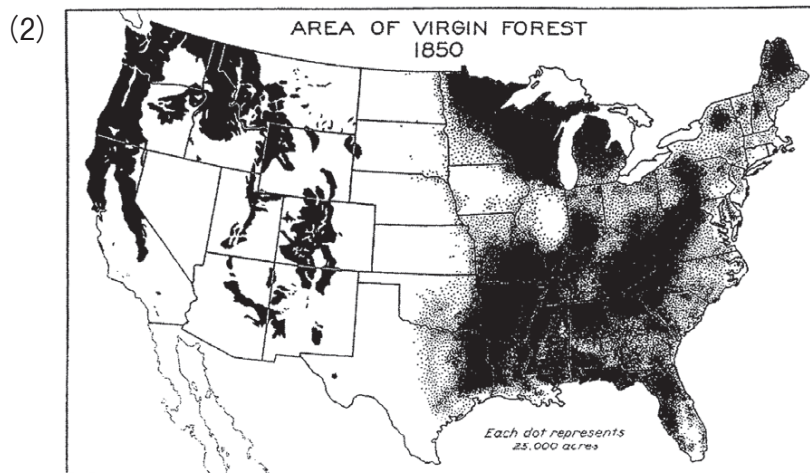 (2)
AREA OF VIRGIN FOREST
1850
Each dot represents
25,000 acres